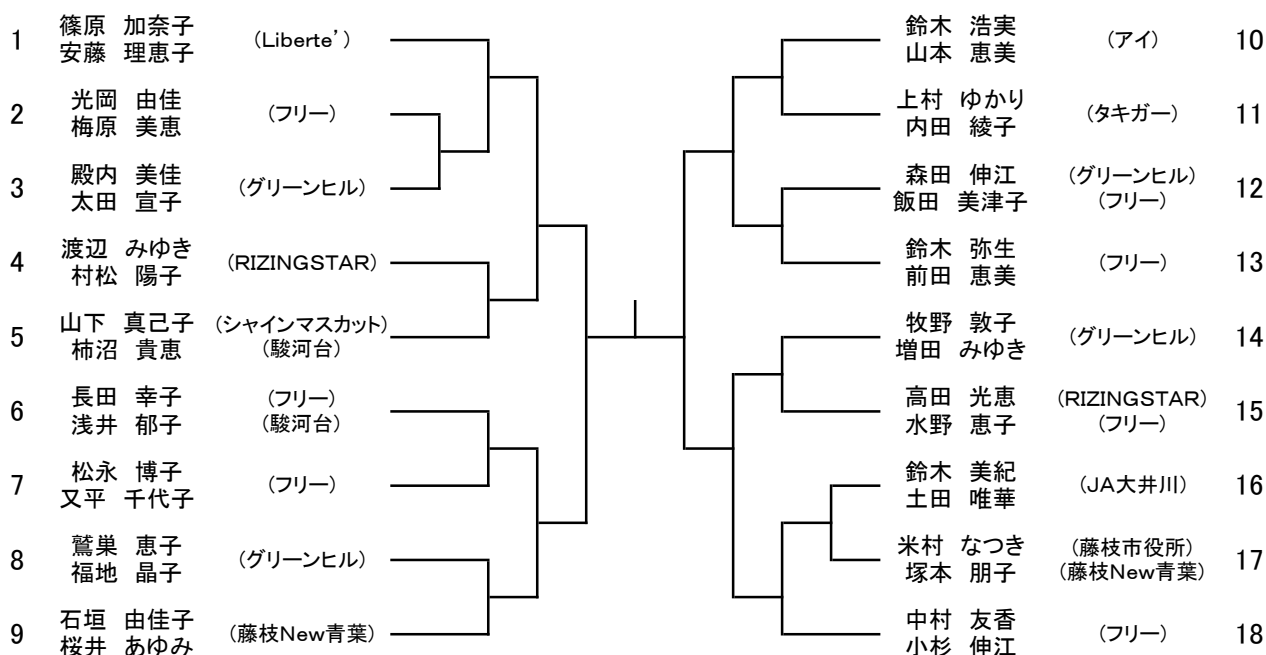 1 篠原 加奈子 (Liberte')
安藤 理恵子
2 光岡 由佳 (フリー)
梅原 美恵
3 殿内 美佳 (グリーンヒル)
太田 宣子
4 渡辺 みゆき (RIZINGSTAR)
村松 陽子
5 山下 真己子 (シャインマスカット)
柿沼 貴恵 (駿河台)
6 長田 幸子 (フリー)
浅井 郁子 (駿河台)
7 松永 博子 (フリー)
又平 千代子
8 鷲巣 恵子 (グリーンヒル)
福地 晶子
9 石垣 由佳子 (藤枝New青葉)
桜井 あゆみ
鈴木 浩実 (アイ) 10
山本 恵美
上村 ゆかり (タキガー) 11
内田 綾子
森田 伸江 (グリーンヒル) 12
飯田 美津子 (フリー)
鈴木 弥生 (フリー) 13
前田 恵美
牧野 敦子 (グリーンヒル) 14
増田 みゆき
高田 光恵 (RIZINGSTAR) 15
水野 恵子 (フリー)
鈴木 美紀 (JA大井川) 16
土田 唯華
米村 なつき (藤枝市役所) 17
塚本 朋子 (藤枝New青葉)
中村 友香 (フリー) 18
小杉 伸江